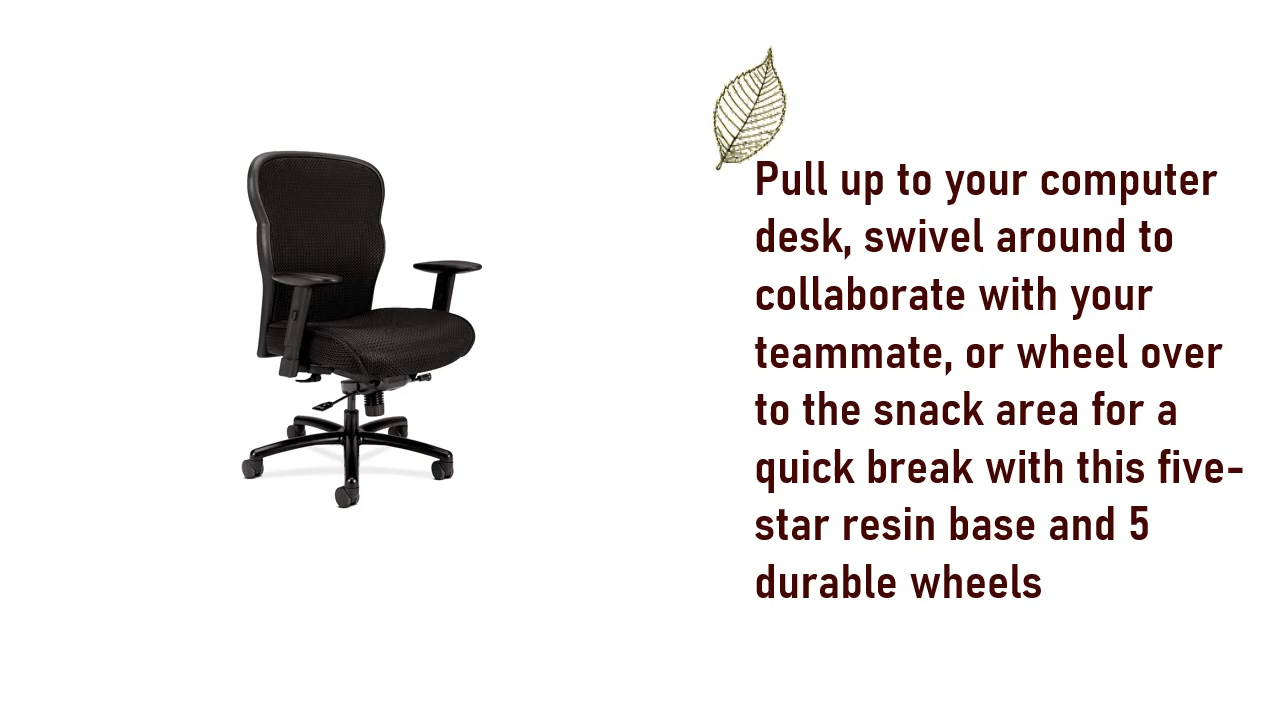 Pull up to your computer
desk, swivel around to
collaborate with your
teammate, or wheel over
to the snack area for a
quick break with this five-
star resin base and 5
durable wheels